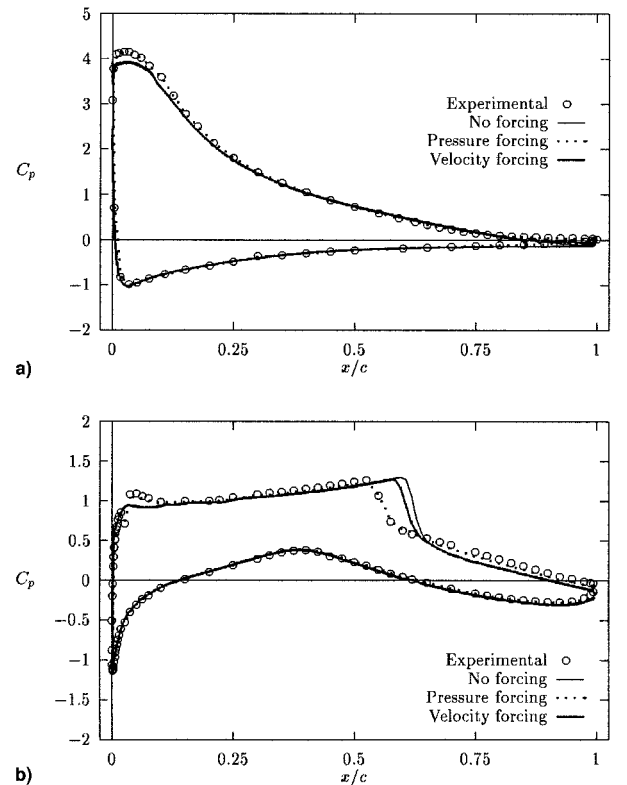 5
4
3
2
1
0
−1
−2
C_p
Experimental
No forcing
Pressure forcing
Velocity forcing
0
0.25
0.5
0.75
1
x/c
a)
2
1.5
1
0.5
0
−0.5
−1
−1.5
−2
C_p
Experimental
No forcing
Pressure forcing
Velocity forcing
0
0.25
0.5
0.75
1
x/c
b)